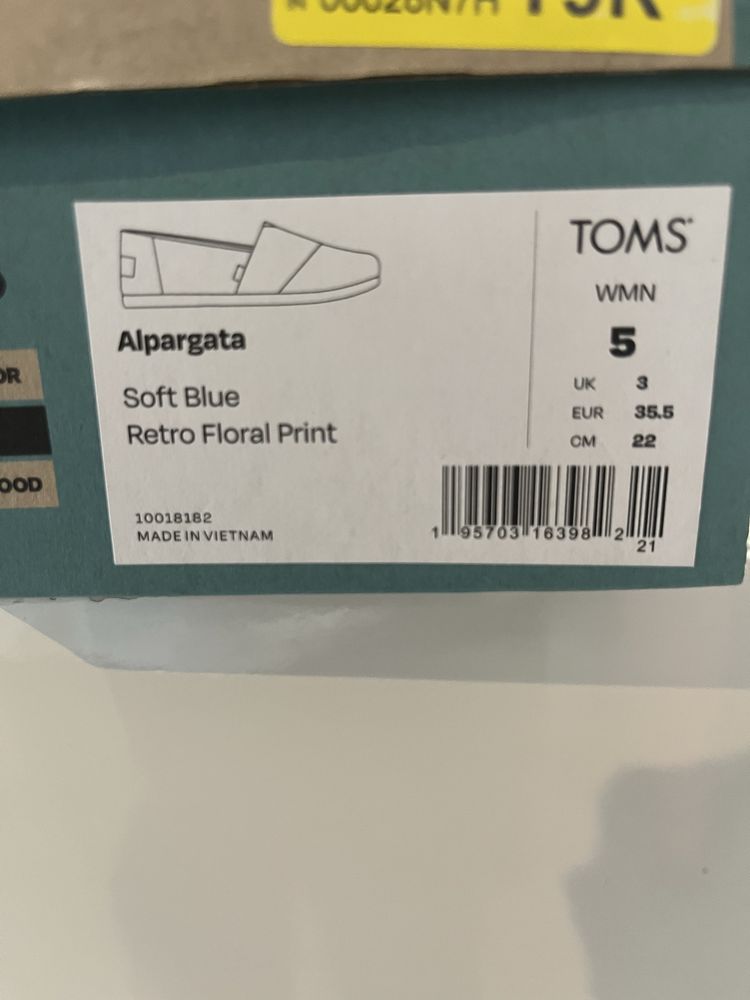 TOMS
WMN
5
UK 3
EUR 35.5
CM 22
Alpargata
Soft Blue
Retro Floral Print
10018182
MADE IN VIETNAM
1 95703 16398 2
21
OR
OOD